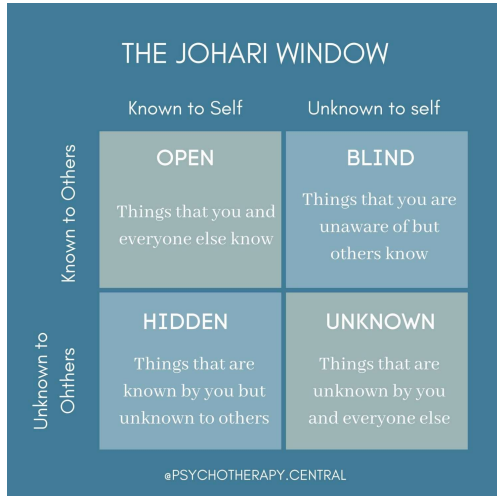 THE JOHARI WINDOW
Known to Self
Unknown to self
Known to Others
OPEN
Things that you and
everyone else know
BLIND
Things that you are
unaware of but
others know
Unknown to
Ohthers
HIDDEN
Things that are
known by you but
unknown to others
UNKNOWN
Things that are
unknown by you
and everyone else
@PSYCHOTHERAPY.CENTRAL